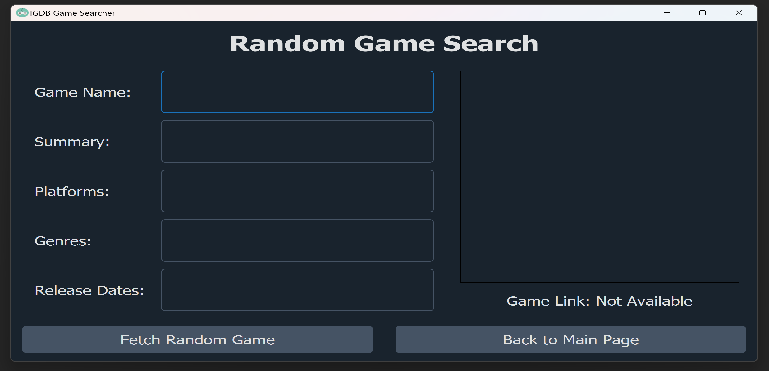 IGDB Game Searcher
Random Game Search
Game Name:
Summary:
Platforms:
Genres:
Release Dates:
Game Link: Not Available
Fetch Random Game
Back to Main Page